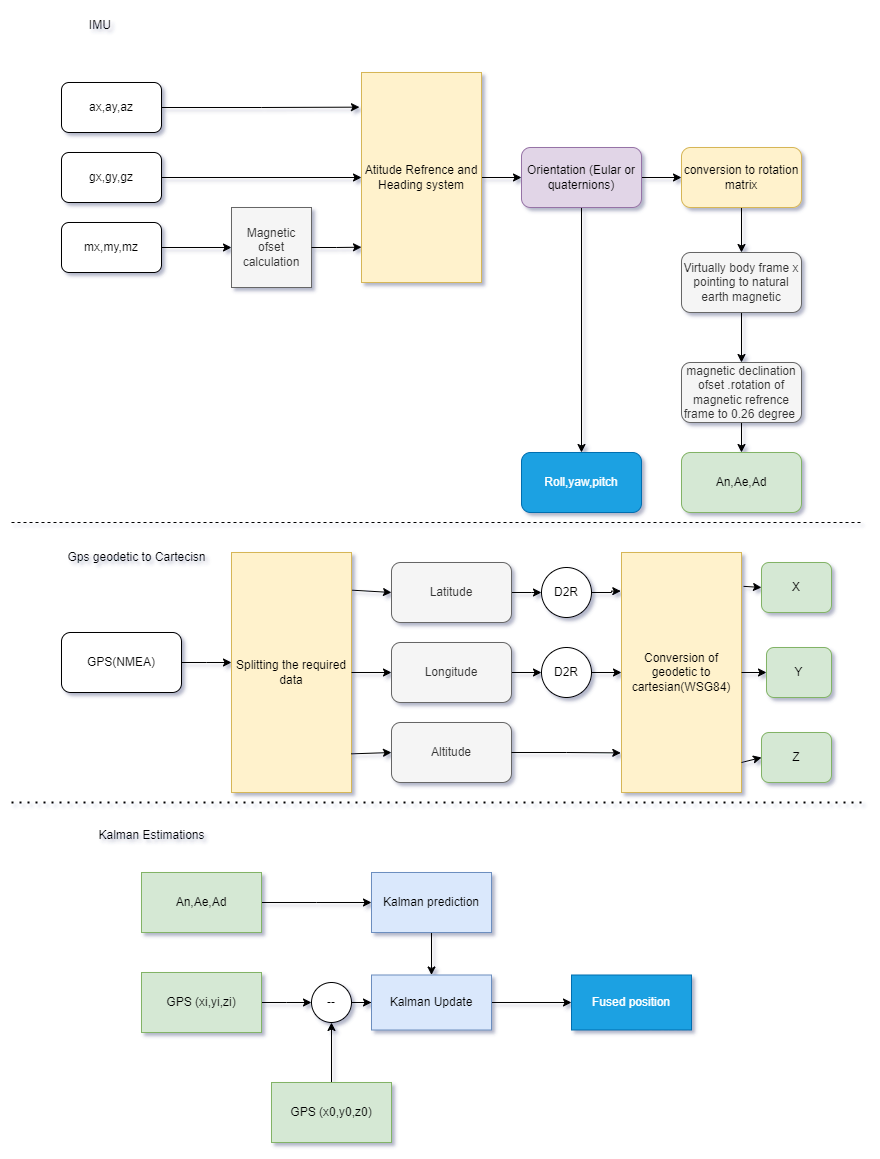 IMU
ax,ay,az
gx,gy,gz
mx,my,mz
Magnetic
ofset
calculation
Atitude Refrence and
Heading system
Orientation (Eular or
quaternions)
conversion to rotation
matrix
Virtually body frame x
pointing to natural
earth magnetic
magnetic declination
ofset .rotation of
magnetic refrence
frame to 0.26 degree
Roll,yaw,pitch
An,Ae,Ad
Gps geodetic to Cartecisn
GPS(NMEA)
Splitting the required
data
Latitude
D2R
Longitude
D2R
Altitude
Conversion of
geodetic to
cartesian(WSG84)
X
Y
Z
Kalman Estimations
An,Ae,Ad
Kalman prediction
GPS (xi,yi,zi)
--
Kalman Update
Fused position
GPS (x0,y0,z0)